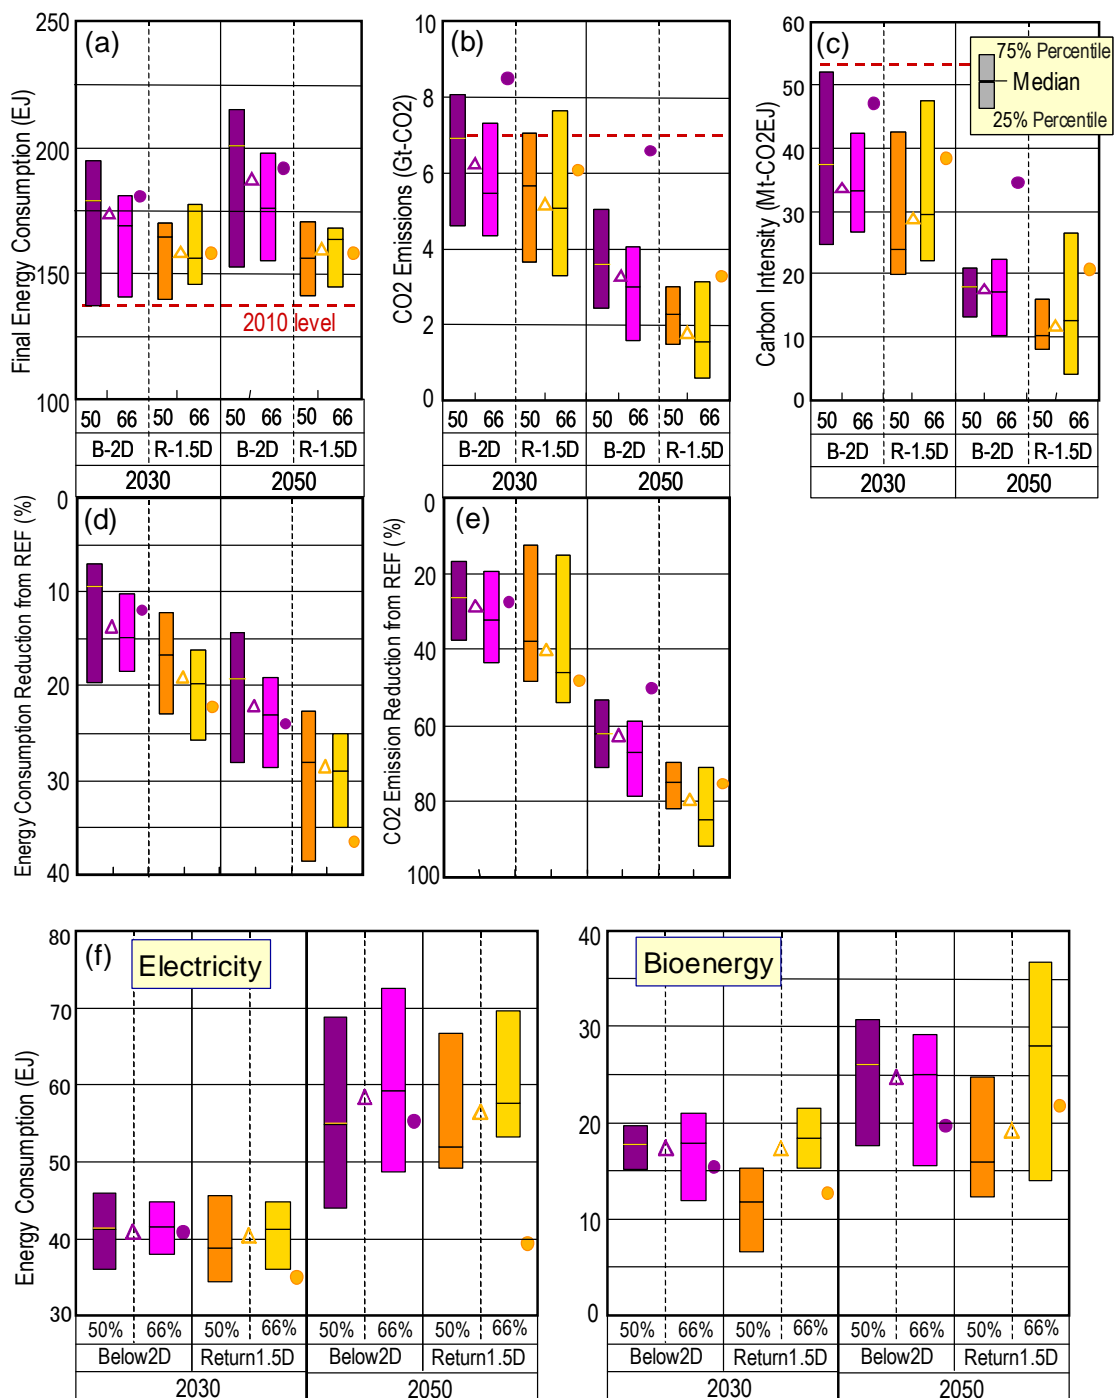 (a)
Final Energy Consumption (EJ)
250
200
150
100
2010 level
50 66 50 66 50 66 50 66
B-2D R-1.5D B-2D R-1.5D
2030 2050
(b)
CO2 Emissions (Gt-CO2)
10
8
6
4
2
0
50 66 50 66 50 66 50 66
B-2D R-1.5D B-2D R-1.5D
2030 2050
(c)
Carbon Intensity (Mt-CO2EJ)
60
50
40
30
20
10
0
75% Percentile
Median
25% Percentile
50 66 50 66 50 66 50 66
B-2D R-1.5D B-2D R-1.5D
2030 2050
(d)
Energy Consumption Reduction from REF (%)
0
10
20
30
40
(e)
CO2 Emission Reduction from REF (%)
0
20
40
60
80
100
(f)
Electricity
Energy Consumption (EJ)
80
70
60
50
40
30
50% 66% 50% 66% 50% 66% 50% 66%
Below2D Return1.5D Below2D Return1.5D
2030 2050
Bioenergy
40
30
20
10
0
50% 66% 50% 66% 50% 66% 50% 66%
Below2D Return1.5D Below2D Return1.5D
2030 2050